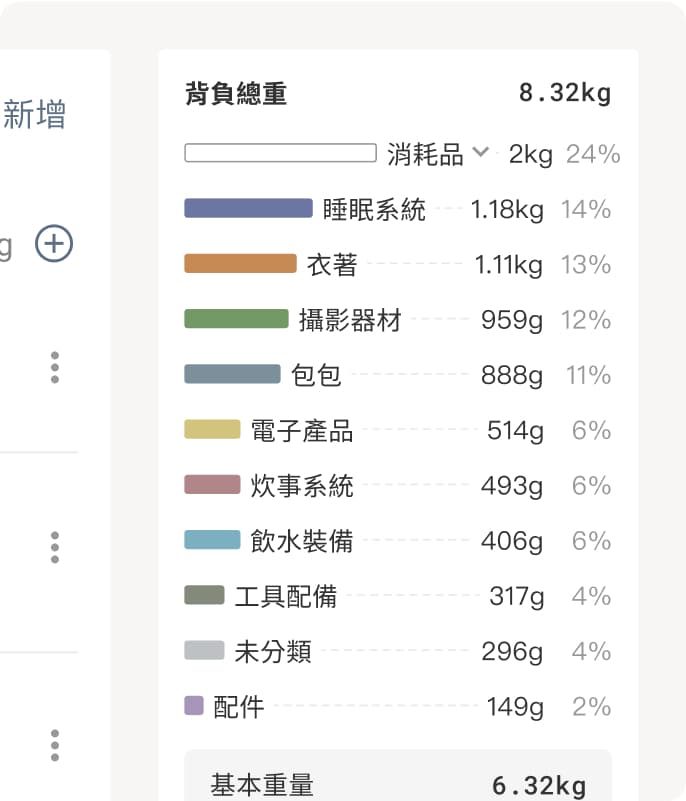 新增
g
背負總重 8.32kg
消耗品 2kg 24%
睡眠系統 1.18kg 14%
衣著 1.11kg 13%
攝影器材 959g 12%
包包 888g 11%
電子產品 514g 6%
炊事系統 493g 6%
飲水裝備 406g 6%
工具配備 317g 4%
未分類 296g 4%
配件 149g 2%
基本重量 6.32kg